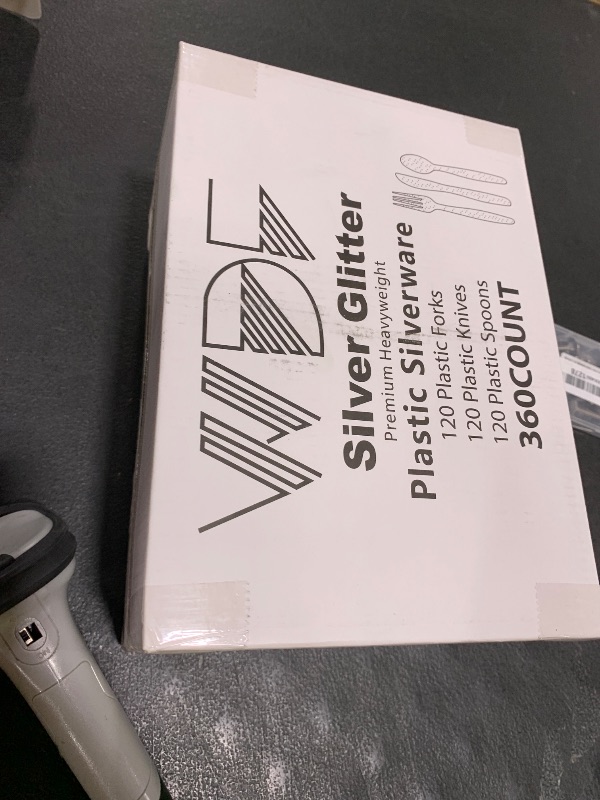 WDF
Silver Glitter
Premium Heavyweight
Plastic Silverware
120 Plastic Forks
120 Plastic Knives
120 Plastic Spoons
360COUNT